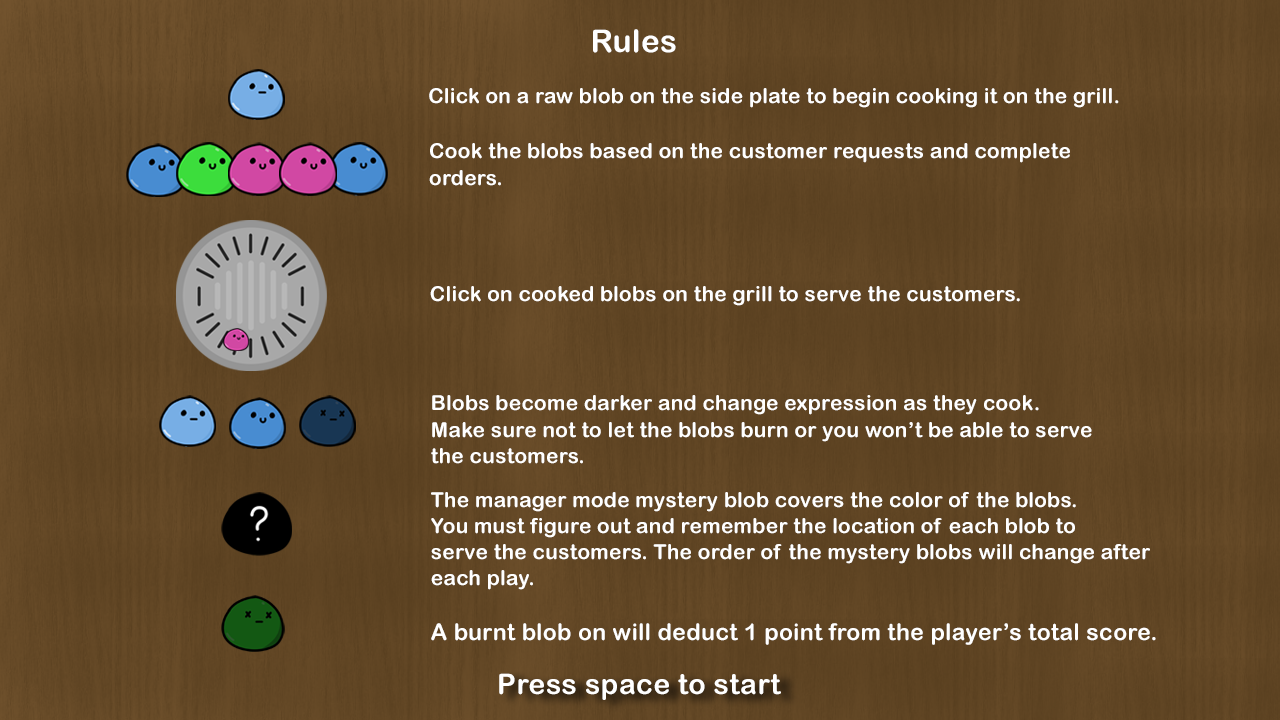 Rules
Click on a raw blob on the side plate to begin cooking it on the grill.
Cook the blobs based on the customer requests and complete
orders.
Click on cooked blobs on the grill to serve the customers.
Blobs become darker and change expression as they cook.
Make sure not to let the blobs burn or you won’t be able to serve
the customers.
?
The manager mode mystery blob covers the color of the blobs.
You must figure out and remember the location of each blob to
serve the customers. The order of the mystery blobs will change after
each play.
A burnt blob on will deduct 1 point from the player’s total score.
Press space to start